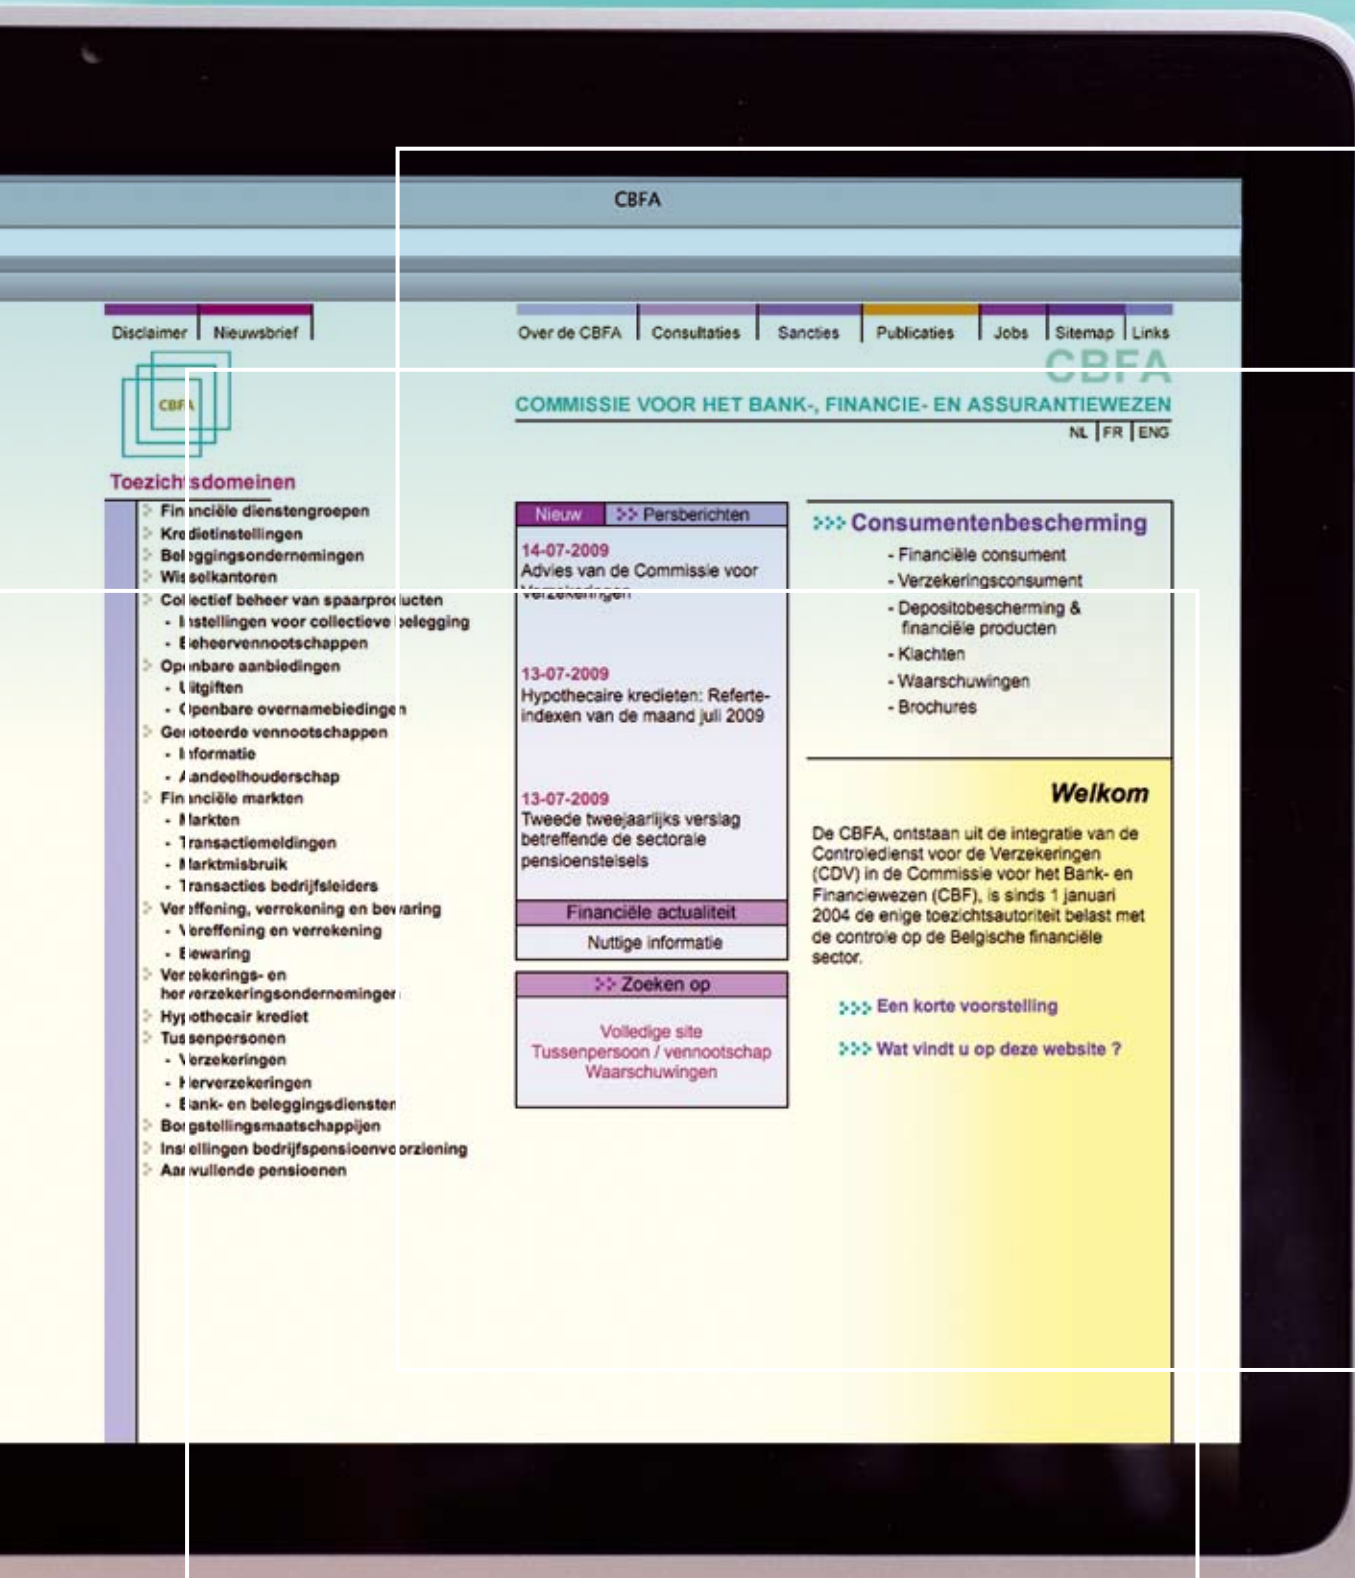 CBFA
Disclaimer
Nieuwsbrief
Over de CBFA
Consultaties
Sancties
Publicaties
Jobs
Sitemap
Links
CBFA
CBFA
COMMISSIE VOOR HET BANK-, FINANCIE- EN ASSURANTIEWEZEN
NL FR ENG
Toezichtsdomeinen
Financiële dienstengroepen
Kredietinstellingen
Beleggingsondernemingen
Wisselkantoren
Collectief beheer van spaarproducten
- Instellingen voor collectieve belegging
- Beheervennootschappen
Openbare aanbiedingen
- Uitgiften
- Openbare overnamebiedingen
Genoteerde vennootschappen
- Informatie
- Aandeelhouderschap
Financiële markten
- Markten
- Transactiemeldingen
- Marktmisbruik
- Transacties bedrijfsleiders
Vereffening, verrekening en bewaring
- Vereffening en verrekening
- Bewaring
Verzekerings- en
herverzekeringsondernemingen
Hypothecair krediet
Tussenpersonen
- Verzekeringen
- Herverzekeringen
- Bank- en beleggingsdiensten
Borgstellingsmaatschappijen
Instellingen bedrijfspensioenvoorziening
Aanvullende pensioenen
Nieuw >> Persberichten
14-07-2009
Advies van de Commissie voor
Verzekeringen
13-07-2009
Hypothecaire kredieten: Referte-
indexen van de maand juli 2009
13-07-2009
Tweede tweejaarlijks verslag
betreffende de sectorale
pensioenstelsels
Financiële actualiteit
Nuttige informatie
>> Zoeken op
Volledige site
Tussenpersoon / vennootschap
Waarschuwingen
>>> Consumentenbescherming
- Financiële consument
- Verzekeringsconsument
- Depositobescherming &
financiële producten
- Klachten
- Waarschuwingen
- Brochures
Welkom
De CBFA, ontstaan uit de integratie van de
Controledienst voor de Verzekeringen
(CDV) in de Commissie voor het Bank- en
Financiewezen (CBF), is sinds 1 januari
2004 de enige toezichtsautoriteit belast met
de controle op de Belgische financiële
sector.
>>> Een korte voorstelling
>>> Wat vindt u op deze website ?